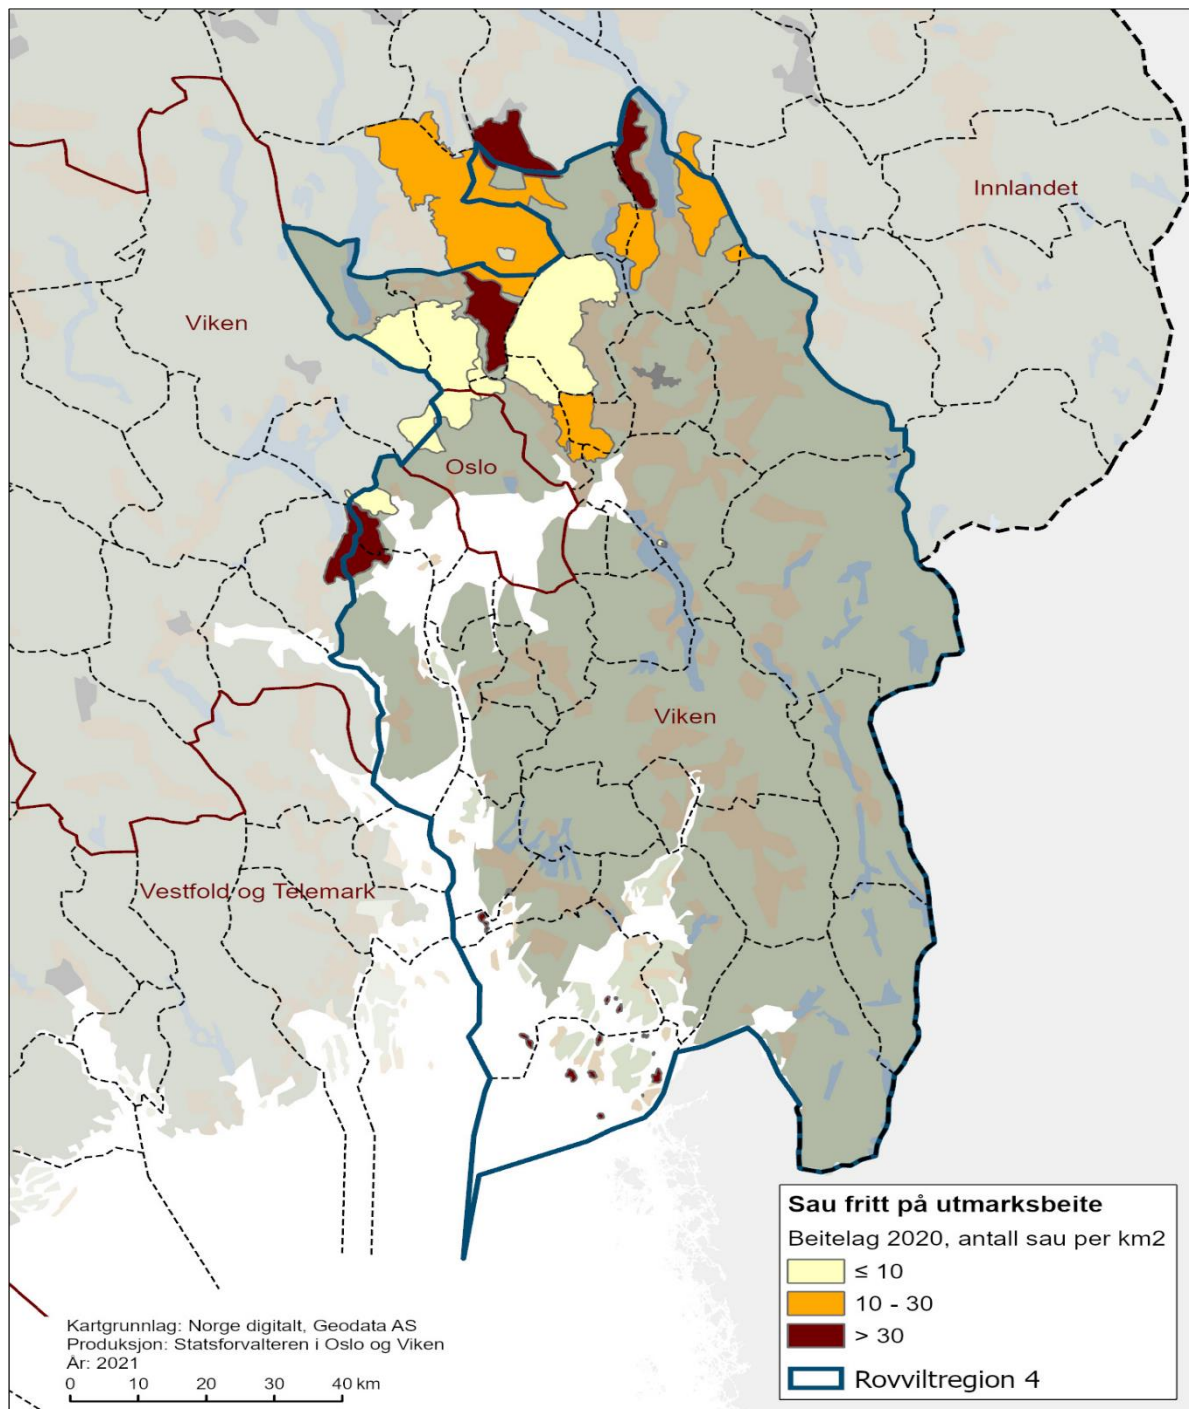 Innlandet
Viken
Oslo
Viken
Vestfold og Telemark
Sau fritt på utmarksbeite
Beitelag 2020, antall sau per km2
≤ 10
10 - 30
> 30
Rovviltregion 4
Kartgrunnlag: Norge digitalt, Geodata AS
Produksjon: Statsforvalteren i Oslo og Viken
År: 2021
0 10 20 30 40 km